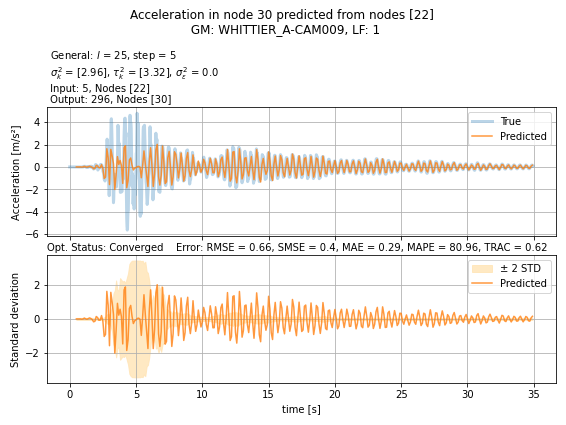 Acceleration in node 30 predicted from nodes [22]
GM: WHITTIER_A-CAM009, LF: 1
General: l = 25, step = 5
σ²ₖ = [2.96], τ²ₖ = [3.32], σ²ε = 0.0
Input: 5, Nodes [22]
Output: 296, Nodes [30]
Acceleration [m/s²]
4
2
0
−2
−4
−6
True
Predicted
Opt. Status: Converged    Error: RMSE = 0.66, SMSE = 0.4, MAE = 0.29, MAPE = 80.96, TRAC = 0.62
Standard deviation
2
0
−2
± 2 STD
Predicted
0 5 10 15 20 25 30 35
time [s]